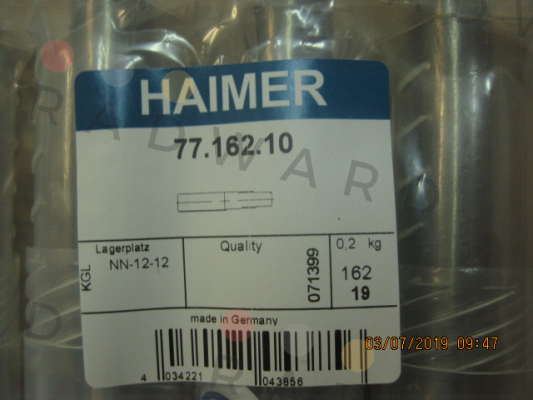 HAIMER
77.162.10
Lagerplatz
NN-12-12
KGL
Quality
071399
0,2 kg
162
19
made in Germany
4 034221 043856
03/07/2019 09:47
RADWAR